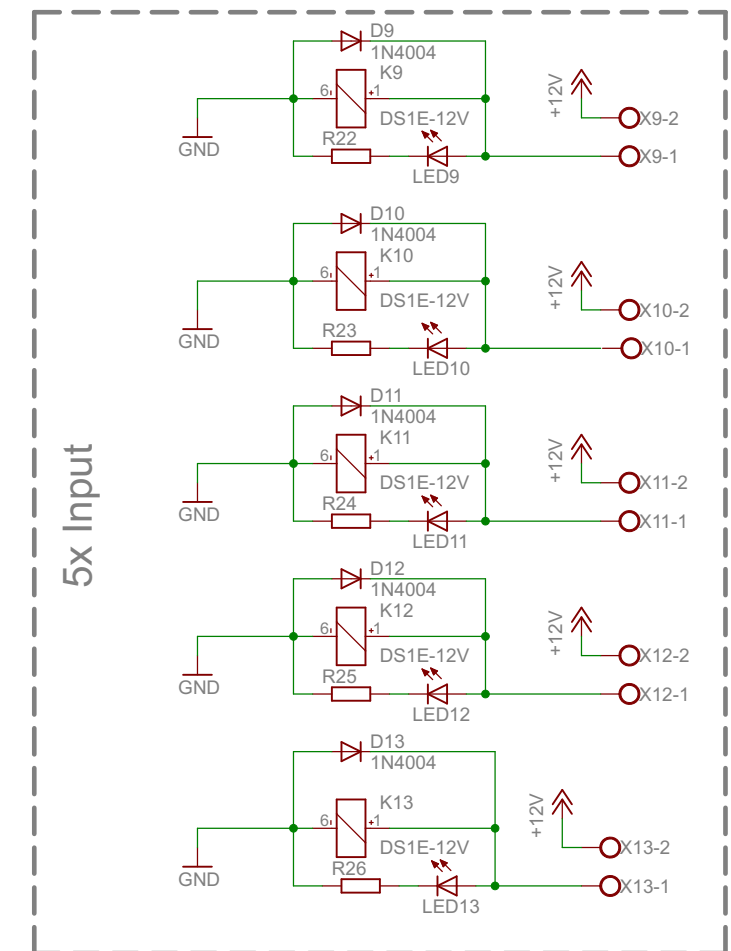 D9
1N4004
K9
6 1
DS1E-12V
R22
LED9
GND
+12V
X9-2
X9-1
D10
1N4004
K10
6 1
DS1E-12V
R23
LED10
GND
+12V
X10-2
X10-1
D11
1N4004
K11
6 1
DS1E-12V
R24
LED11
GND
+12V
X11-2
X11-1
5x Input
D12
1N4004
K12
6 1
DS1E-12V
R25
LED12
GND
+12V
X12-2
X12-1
D13
1N4004
K13
6 1
DS1E-12V
R26
LED13
GND
+12V
X13-2
X13-1